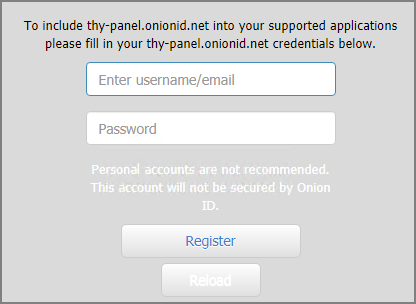 To include thy-panel.onionid.net into your supported applications
please fill in your thy-panel.onionid.net credentials below.
Enter username/email
Password
Personal accounts are not recommended.
This account will not be secured by Onion
ID.
Register
Reload